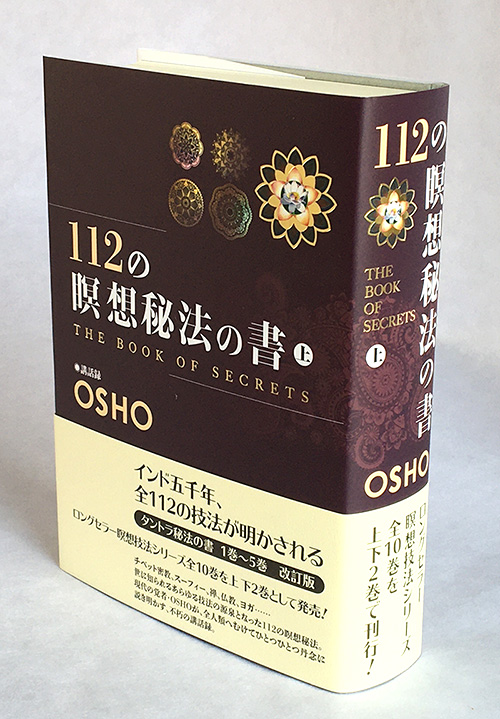 112の
瞑想秘法の書 上
THE BOOK OF SECRETS
●講話録
OSHO
インド五千年、
全112の技法が明かされる
タントラ秘法の書 1巻〜5巻 改訂版
ロングセラー瞑想技法シリーズ全10巻を上下2巻として発売!
チベット密教、スーフィー、禅、仏教、ヨガ……
世に知られるあらゆる技法の源泉となった112の瞑想秘法。
現代の覚者・OSHOが、全人類へむけてひとつひとつ丹念に
説き明かす、不朽の講話録。
112の瞑想秘法の書
THE
BOOK
OF
SECRETS
上
OSHO
ロングセラー
瞑想技法シリーズ
全10巻を
上下2巻で刊行!